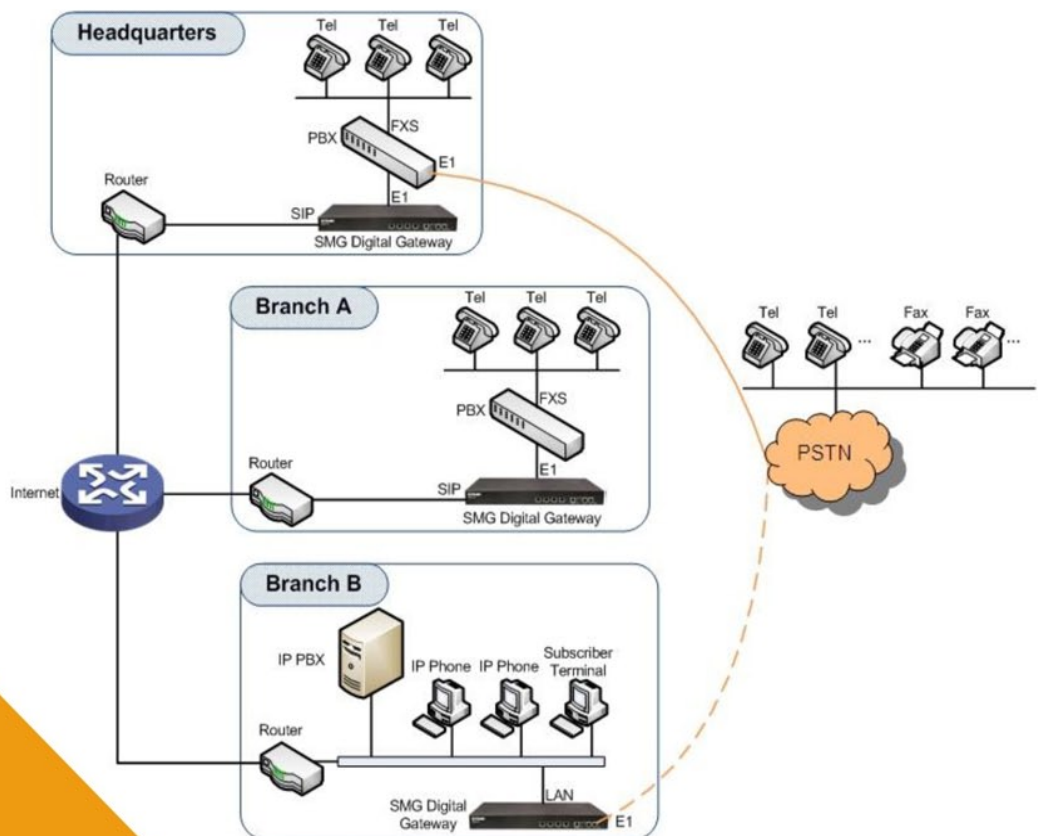 Headquarters
Tel Tel Tel
FXS
PBX
E1
E1
Router
SIP
SMG Digital Gateway
Branch A
Tel Tel Tel
FXS
PBX
E1
Router
SIP
SMG Digital Gateway
Internet
Tel Tel ... Fax Fax ...
PSTN
Branch B
IP PBX
IP Phone IP Phone Subscriber
Terminal
Router
LAN
SMG Digital
Gateway
E1